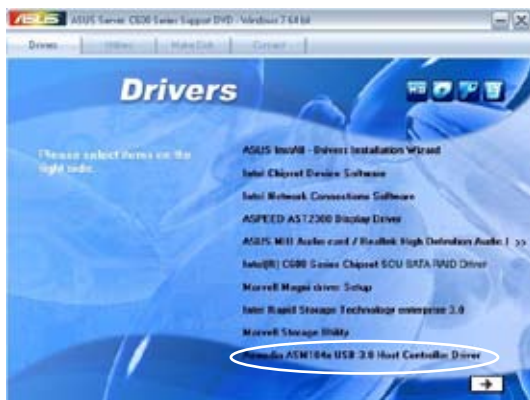 ASUS Server C600 Series Support DVD - Windows 7 64 bit
Drivers Utilities Make Disk Contact
Drivers
Please select items on the
right side.
ASUS InstAll - Drivers Installation Wizard
Intel Chipset Device Software
Intel Network Connections Software
ASPEED AST2300 Display Driver
ASUS MIO Audio card / Realtek High Definition Audio >>
Intel(R) C600 Series Chipset SCU SATA RAID Driver
Marvell Magni driver Setup
Intel Rapid Storage Technology enterprise 3.0
Marvell Storage Utility
Asmedia ASM104x USB 3.0 Host Controller Driver